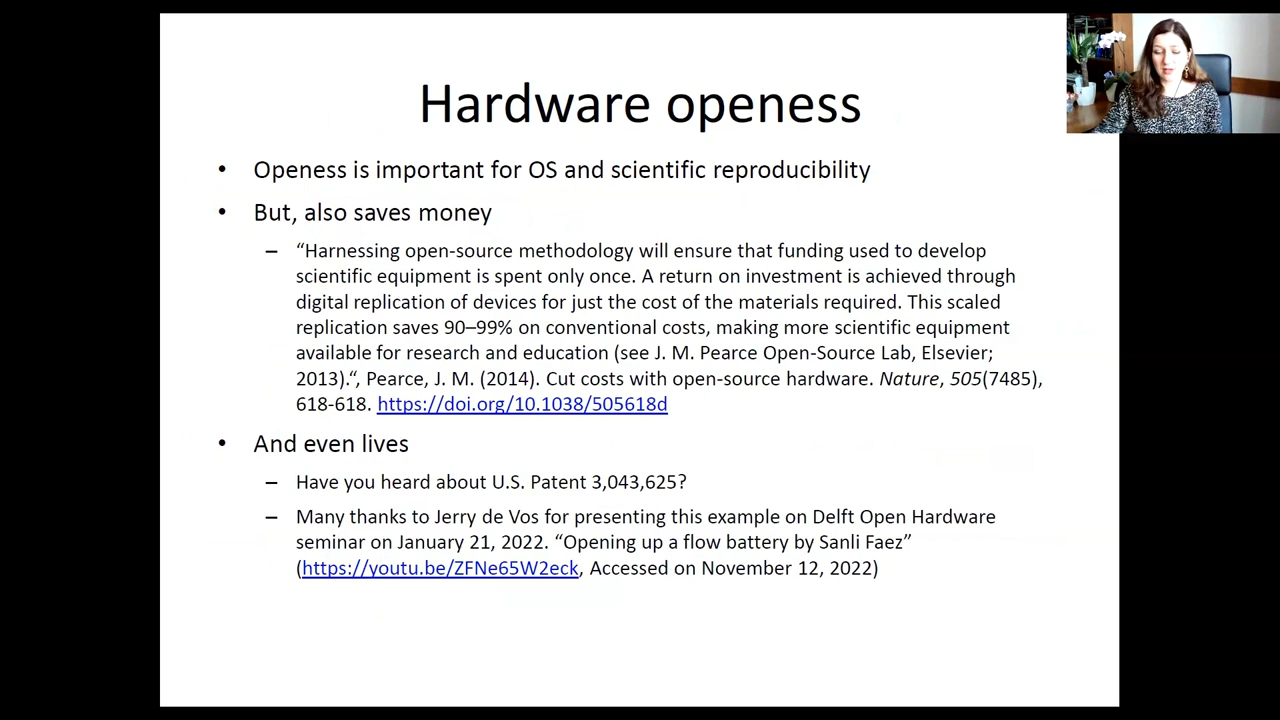 Hardware openess
• Openess is important for OS and scientific reproducibility
• But, also saves money
– “Harnessing open-source methodology will ensure that funding used to develop
scientific equipment is spent only once. A return on investment is achieved through
digital replication of devices for just the cost of the materials required. This scaled
replication saves 90–99% on conventional costs, making more scientific equipment
available for research and education (see J. M. Pearce Open-Source Lab, Elsevier;
2013).“, Pearce, J. M. (2014). Cut costs with open-source hardware. Nature, 505(7485),
618-618. https://doi.org/10.1038/505618d
• And even lives
– Have you heard about U.S. Patent 3,043,625?
– Many thanks to Jerry de Vos for presenting this example on Delft Open Hardware
seminar on January 21, 2022. “Opening up a flow battery by Sanli Faez”
(https://youtu.be/ZFNe65W2eck, Accessed on November 12, 2022)